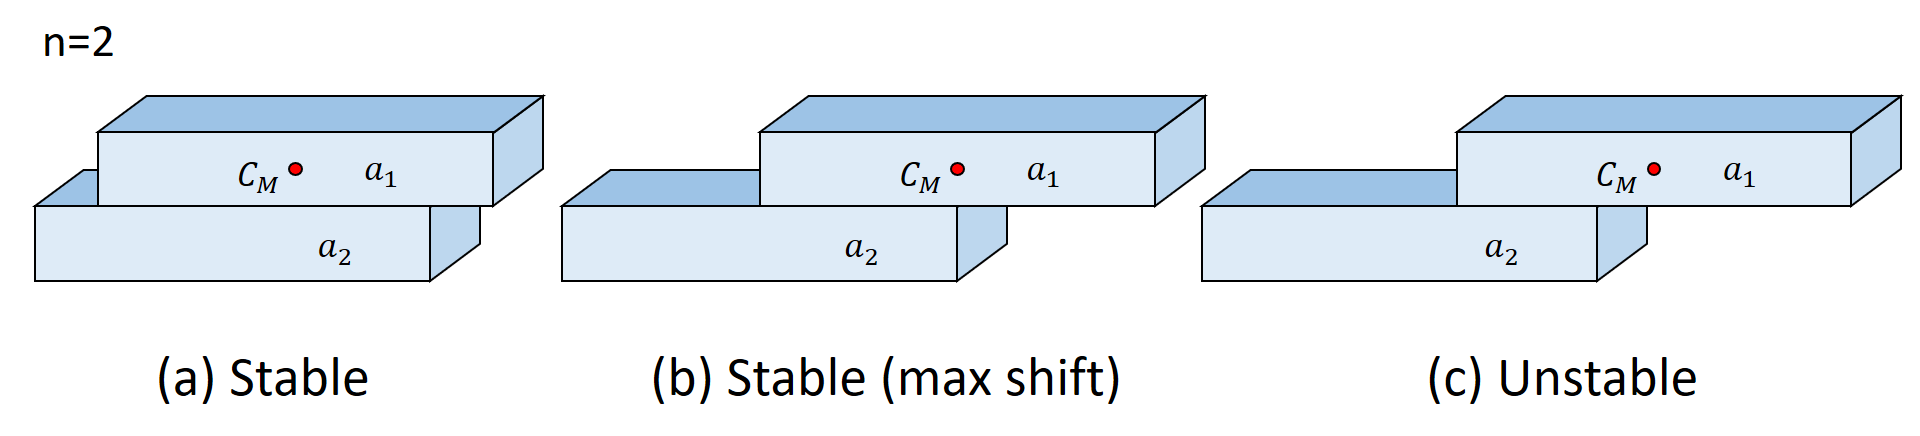 n=2
C_M a_1 C_M a_1 C_M a_1
a_2 a_2 a_2
(a) Stable (b) Stable (max shift) (c) Unstable